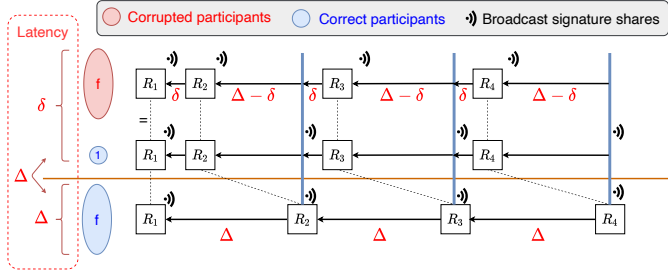 Corrupted participants Correct participants Broadcast signature shares
Latency
f
R₁ R₂ R₃ R₄
δ Δ − δ δ Δ − δ δ Δ − δ
δ
=
1
R₁ R₂ R₃ R₄
Δ
Δ
f
R₁ R₂ R₃ R₄
Δ Δ Δ